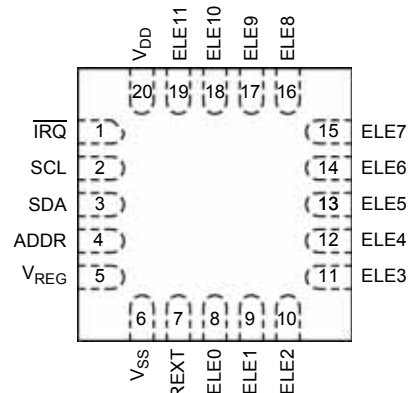 VDD
ELE11
ELE10
ELE9
ELE8
20
19
18
17
16
IRQ
1
SCL
2
SDA
3
ADDR
4
VREG
5
15
ELE7
14
ELE6
13
ELE5
12
ELE4
11
ELE3
6
7
8
9
10
VSS
REXT
ELE0
ELE1
ELE2